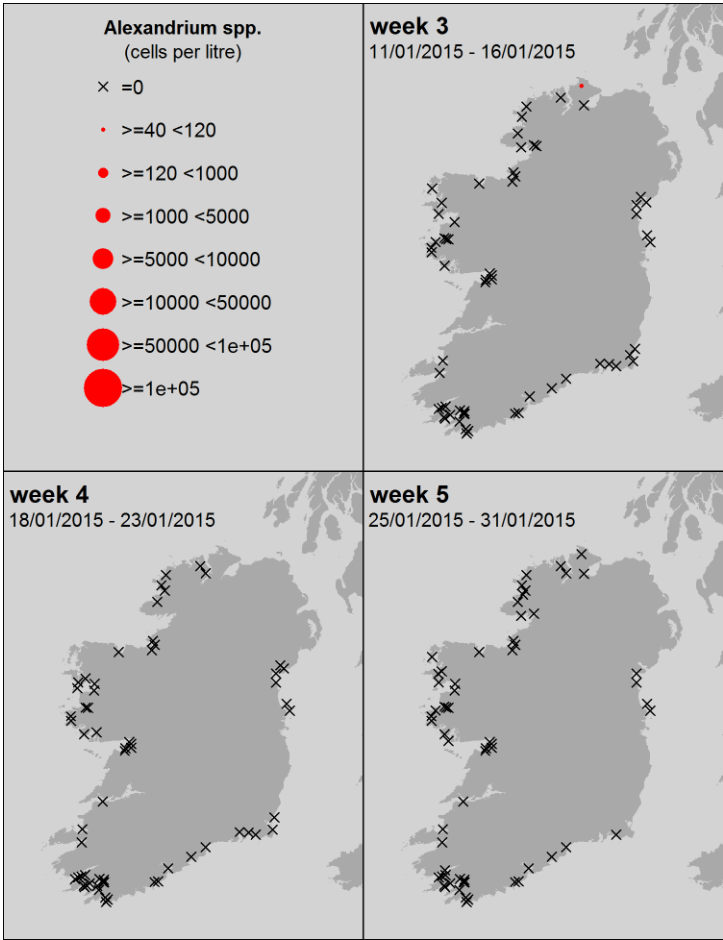 Alexandrium spp.
(cells per litre)
=0
>=40 <120
>=120 <1000
>=1000 <5000
>=5000 <10000
>=10000 <50000
>=50000 <1e+05
>=1e+05
week 3
11/01/2015 - 16/01/2015
week 4
18/01/2015 - 23/01/2015
week 5
25/01/2015 - 31/01/2015